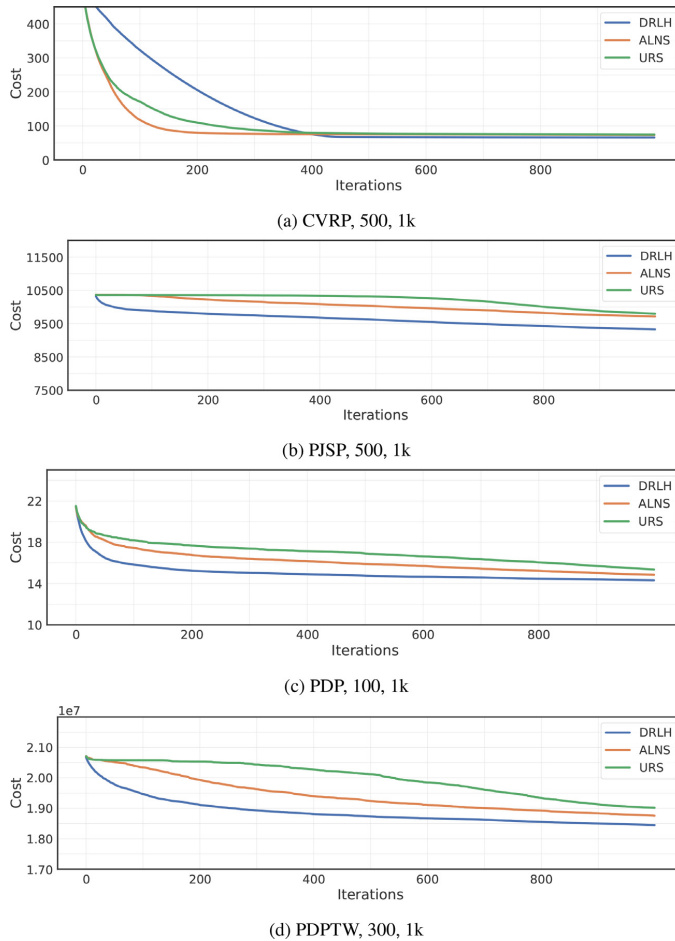 400
300
200
100
0
Cost
DRLH
ALNS
URS
0 200 400 600 800
Iterations
(a) CVRP, 500, 1k
11500
10500
9500
8500
7500
Cost
DRLH
ALNS
URS
0 200 400 600 800
Iterations
(b) PJSP, 500, 1k
22
18
14
10
Cost
DRLH
ALNS
URS
0 200 400 600 800
Iterations
(c) PDP, 100, 1k
1e7
2.10
2.00
1.90
1.80
1.70
Cost
DRLH
ALNS
URS
0 200 400 600 800
Iterations
(d) PDPTW, 300, 1k